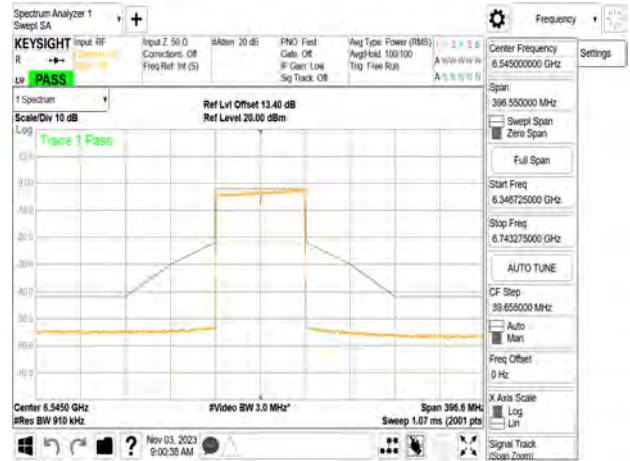 Spectrum Analyzer 1
Swept SA
Frequency
KEYSIGHT
Input: RF
Input Z: 50 Ω
Corrections: Off
Freq Ref: Int (S)
#Atten: 20 dB
PNO: Fast
Gate: Off
IF Gain: Low
Sig Track: Off
Avg Type: Power (RMS)
Avg|Hold: 100/100
Trig: Free Run
R
PASS
Settings
1 Spectrum
Scale/Div 10 dB
Ref Lvl Offset 13.40 dB
Ref Level 20.00 dBm
Log
Trace 1 Pass
Center 6.5450 GHz
#Res BW 910 kHz
#Video BW 3.0 MHz*
Span 396.6 MHz
Sweep 1.07 ms (2001 pts
Center Frequency
6.545000000 GHz
Span
396.550000 MHz
Swept Span
Zero Span
Full Span
Start Freq
6.346725000 GHz
Stop Freq
6.743275000 GHz
AUTO TUNE
CF Step
39.655000 MHz
Auto
Man
Freq Offset
0 Hz
X Axis Scale
Log
Lin
Signal Track
(Span Zoom)
?
Nov 03, 2023
9:00:38 AM